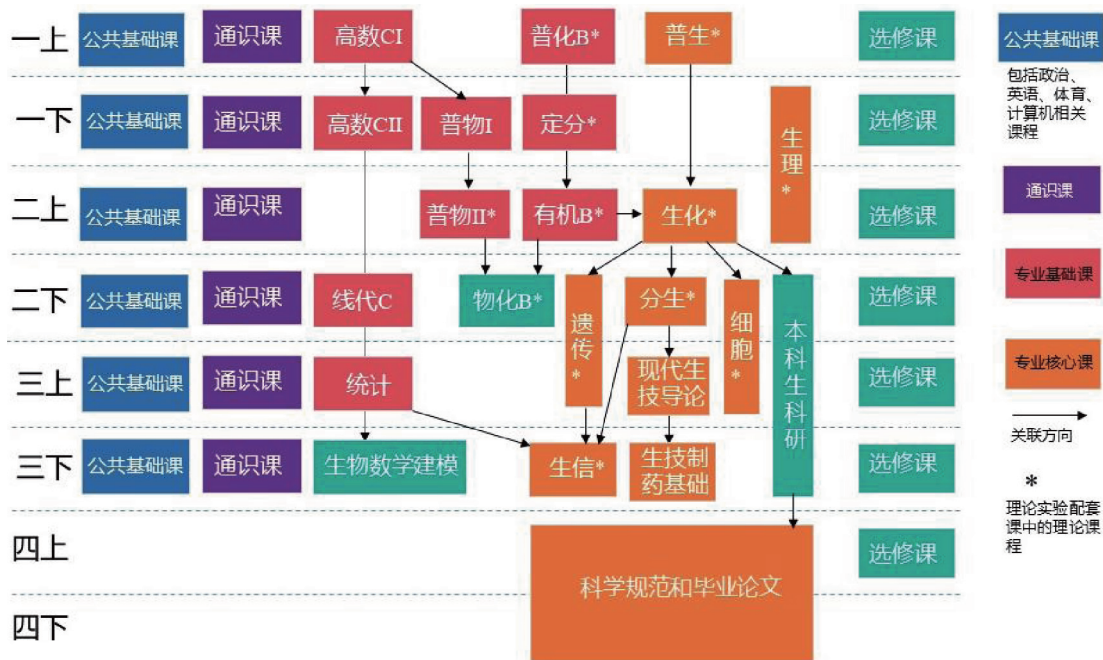 一上
公共基础课
通识课
高数CI
普化B*
普生*
选修课
公共基础课
包括政治、
英语、体育、
计算机相关
课程
一下
公共基础课
通识课
高数CII
普物I
定分*
生理*
选修课
通识课
二上
公共基础课
通识课
普物II*
有机B*
生化*
选修课
专业基础课
二下
公共基础课
通识课
线代C
物化B*
遗传*
分生*
细胞*
本科生科研
选修课
专业核心课
三上
公共基础课
通识课
统计
现代生
技导论
选修课
关联方向
三下
公共基础课
通识课
生物数学建模
生信*
生技制
药基础
选修课
*
理论实验配套
课中的理论课
程
四上
科学规范和毕业论文
选修课
四下